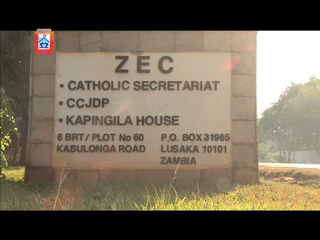 ZEC
• CATHOLIC SECRETARIAT
• CCJDP
• KAPINGILA HOUSE
6 BRT/PLOT No 60
KABULONGA ROAD
P.O. BOX 31965
LUSAKA 10101
ZAMBIA